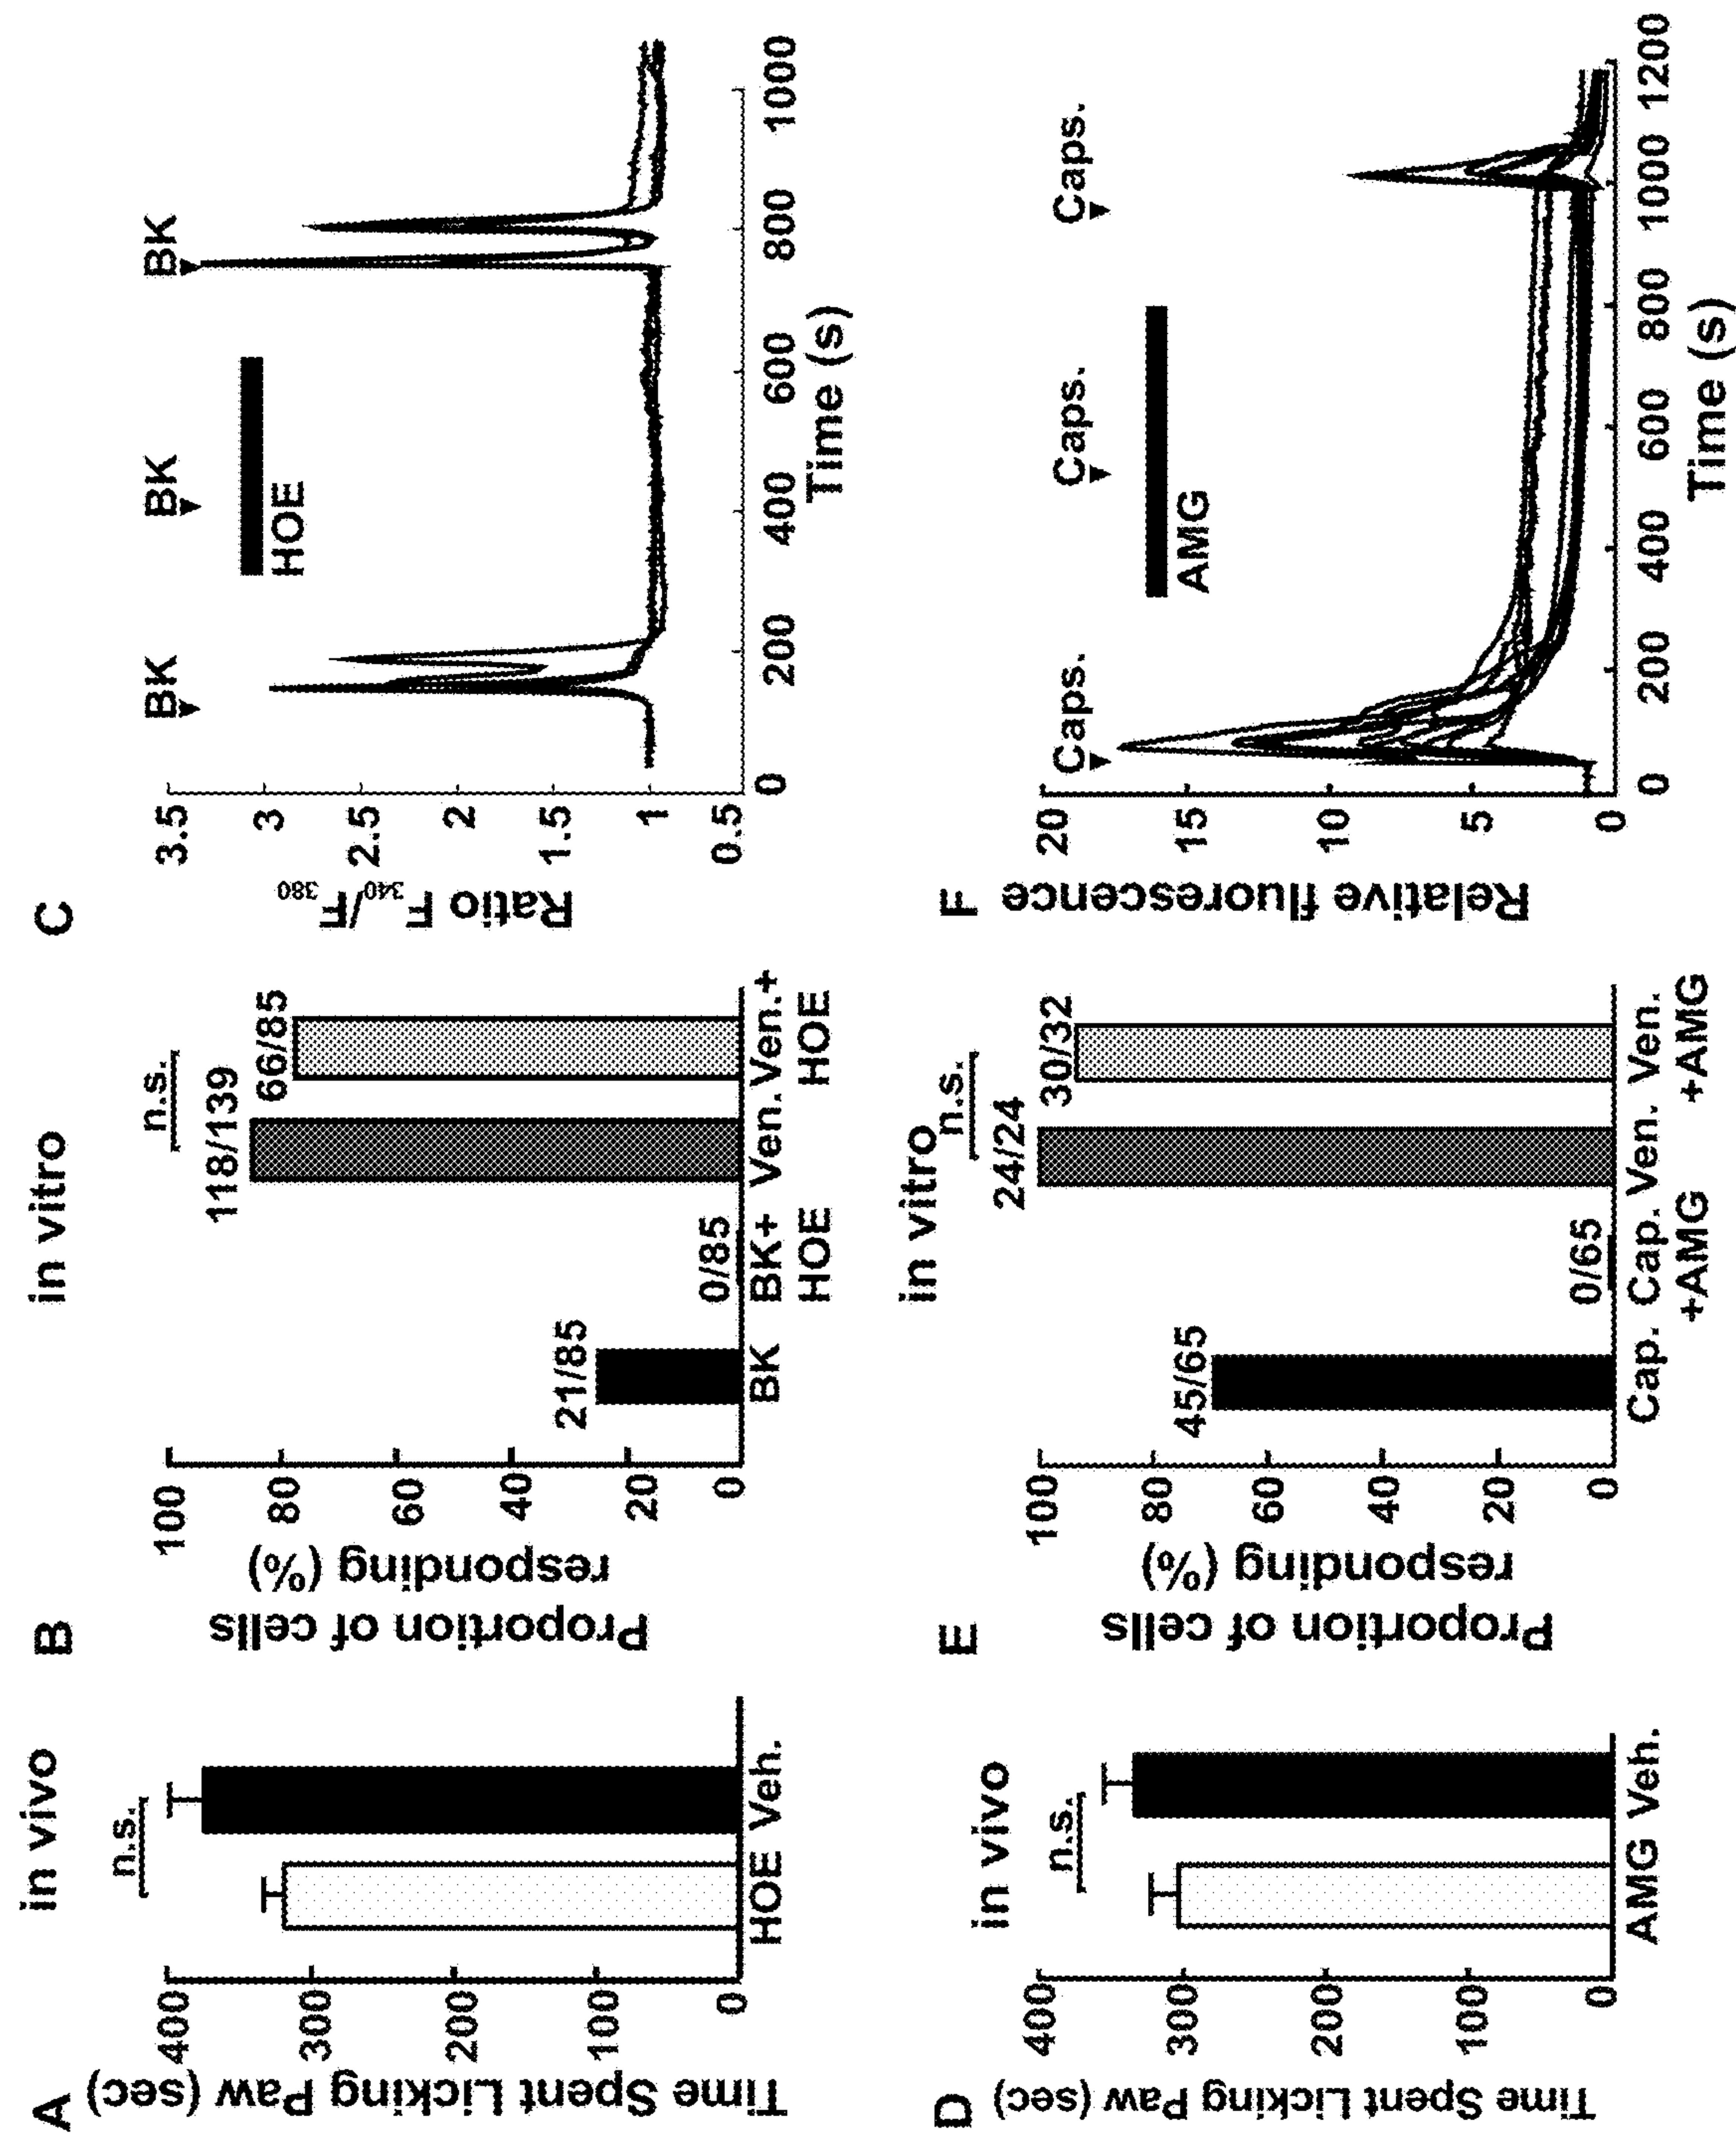 A
in vivo
Time Spent Licking Paw (sec)
400
300
200
100
0
n.s.
HOE Veh.
B
in vitro
Proportion of cells
responding (%)
100
80
60
40
20
0
n.s.
21/85
0/85
118/139
66/85
BK BK+ Ven. Ven.+
HOE HOE
C
Ratio F340/F380
3.5
3
2.5
2
1.5
1
0.5
BK BK BK
HOE
0 200 400 600 800 1000
Time (s)
D
in vivo
Time Spent Licking Paw (sec)
400
300
200
100
0
n.s.
AMG Veh.
E
in vitro
Proportion of cells
responding (%)
100
80
60
40
20
0
n.s.
45/65
0/65
24/24
30/32
Cap. Cap. Ven. Ven.
+AMG +AMG
F
Relative fluorescence
20
15
10
5
0
Caps. Caps. Caps.
AMG
0 200 400 600 800 1000 1200
Time (s)